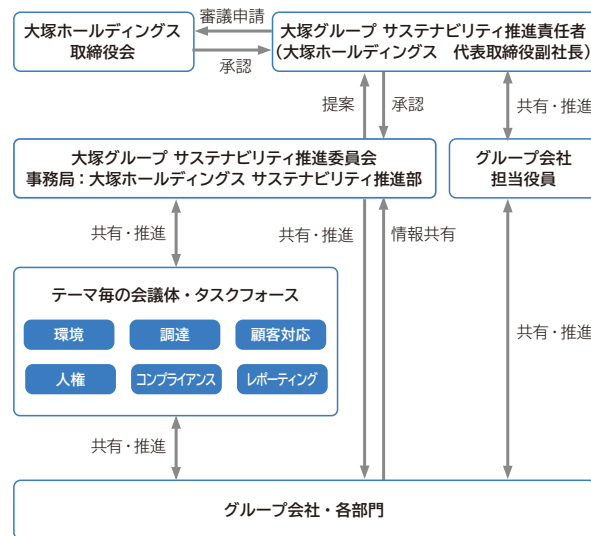 大塚ホールディングス
取締役会
審議申請
承認
大塚グループ サステナビリティ推進責任者
(大塚ホールディングス　代表取締役副社長)
提案
承認
共有・推進
大塚グループ サステナビリティ推進委員会
事務局：大塚ホールディングス サステナビリティ推進部
グループ会社
担当役員
共有・推進
共有・推進
情報共有
テーマ毎の会議体・タスクフォース
環境
調達
顧客対応
人権
コンプライアンス
レポーティング
共有・推進
共有・推進
グループ会社・各部門